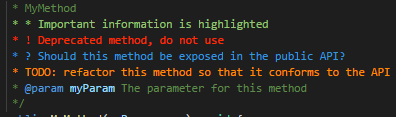 * MyMethod
* * Important information is highlighted
* ! Deprecated method, do not use
* ? Should this method be exposed in the public API?
* TODO: refactor this method so that it conforms to the API
* @param myParam The parameter for this method
*/